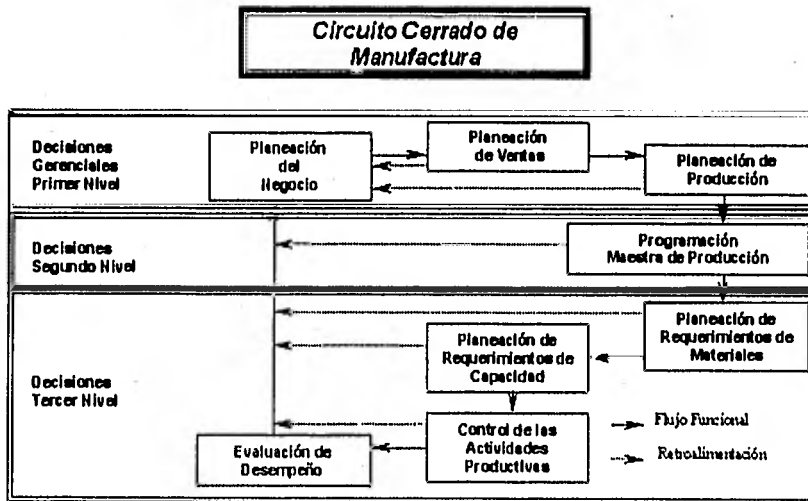 Circuito Cerrado de
Manufactura
Decisiones
Gerenciales
Primer Nivel
Planeación
del
Negocio
Planeación
de Ventas
Planeación de
Producción
Decisiones
Segundo Nivel
Programación
Maestra de Producción
Planeación de
Requerimientos de
Materiales
Planeación de
Requerimientos de
Capacidad
Decisiones
Tercer Nivel
Control de las
Actividades
Productivas
Evaluación de
Desempeño
Flujo Funcional
Retroalimentación